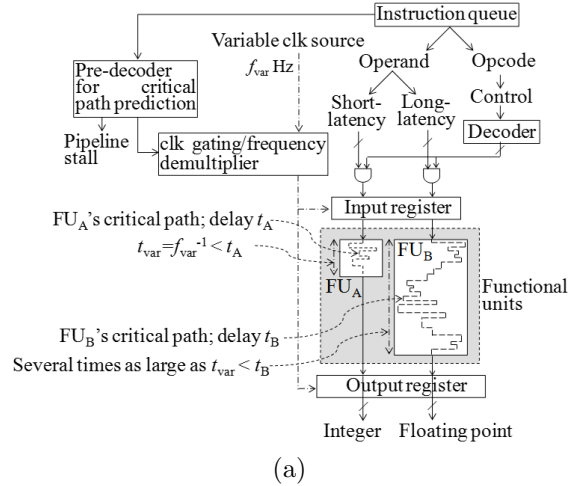 Instruction queue
Variable clk source
f_var Hz
Pre-decoder
for critical
path prediction
Operand
Opcode
Short-
latency
Long-
latency
Control
Decoder
Pipeline
stall
clk gating/frequency
demultiplier
Input register
FU_A's critical path; delay t_A
t_var=f_var^-1 < t_A
FU_A
FU_B
Functional
units
FU_B's critical path; delay t_B
Several times as large as t_var < t_B
Output register
Integer
Floating point
(a)